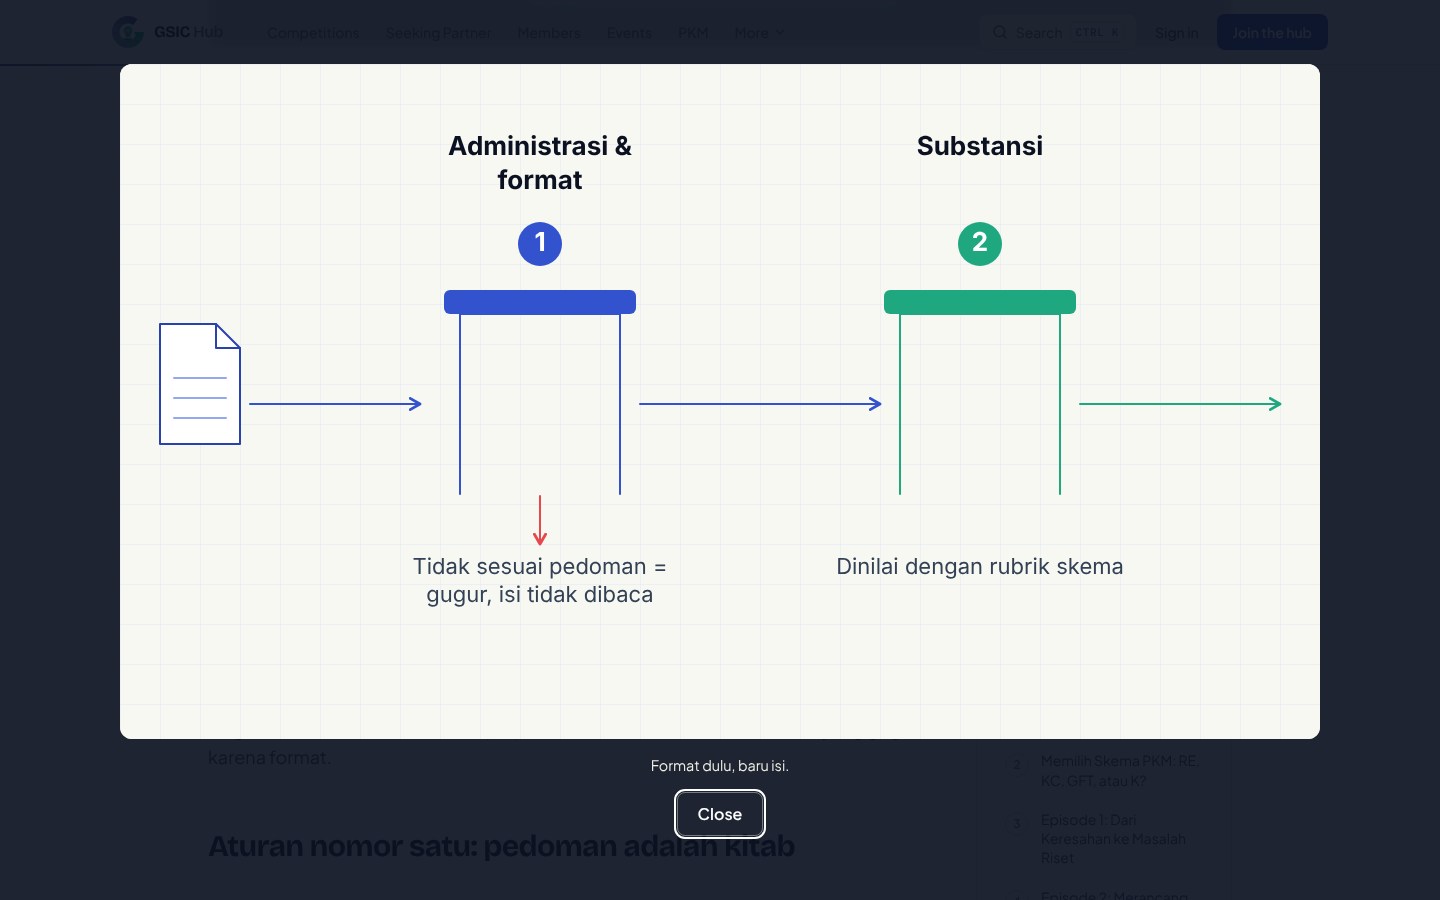 GSIC Hub
Competitions
Seeking Partner
Members
Events
PKM
More
Search
CTRL K
Sign in
Join the hub
Administrasi &
format
Substansi
1
2
Tidak sesuai pedoman =
gugur, isi tidak dibaca
Dinilai dengan rubrik skema
karena format.
Format dulu, baru isi.
Close
Aturan nomor satu: pedoman adalah kitab
2
Memilih Skema PKM: RE,
KC, GFT, atau K?
3
Episode 1: Dari
Keresahan ke Masalah
Riset
Episode 2: Merancang